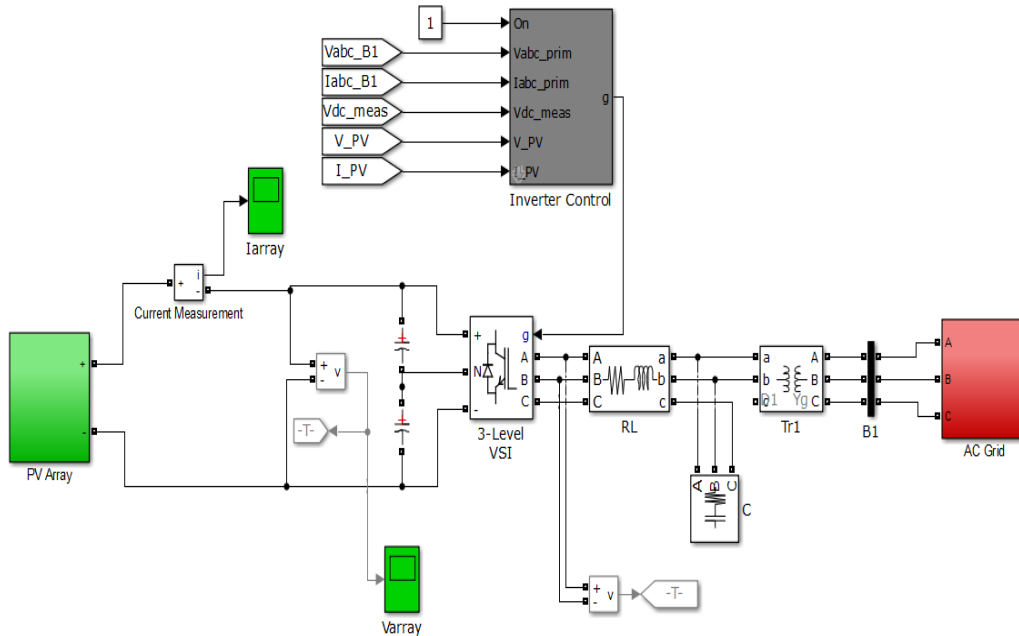 1
On
Vabc_B1
Vabc_prim
Iabc_B1
Iabc_prim
g
Vdc_meas
Vdc_meas
V_PV
V_PV
I_PV
I_PV
Inverter Control
Iarray
+
i
-
Current Measurement
+
-
PV Array
+
-
v
-T-
+
N
-
g
A
B
C
3-Level
VSI
A
B
C
a
b
c
RL
a
b
c
D1
Yg
A
B
C
Tr1
B1
A
B
C
AC Grid
A
B
C
C
+
-
v
-T-
Varray
+
+